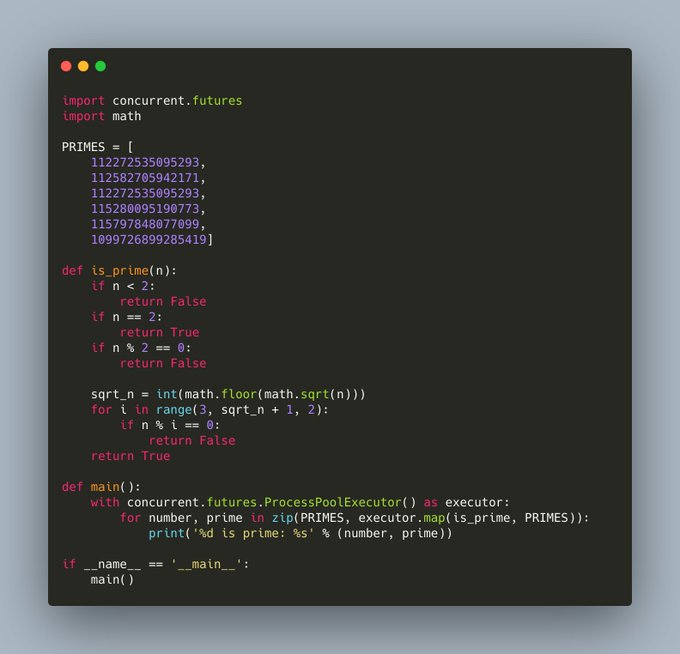 import concurrent.futures
import math

PRIMES = [
    112272535095293,
    112582705942171,
    112272535095293,
    115280095190773,
    115797848077099,
    1099726899285419]

def is_prime(n):
    if n < 2:
        return False
    if n == 2:
        return True
    if n % 2 == 0:
        return False

    sqrt_n = int(math.floor(math.sqrt(n)))
    for i in range(3, sqrt_n + 1, 2):
        if n % i == 0:
            return False
    return True

def main():
    with concurrent.futures.ProcessPoolExecutor() as executor:
        for number, prime in zip(PRIMES, executor.map(is_prime, PRIMES)):
            print('%d is prime: %s' % (number, prime))

if __name__ == '__main__':
    main()